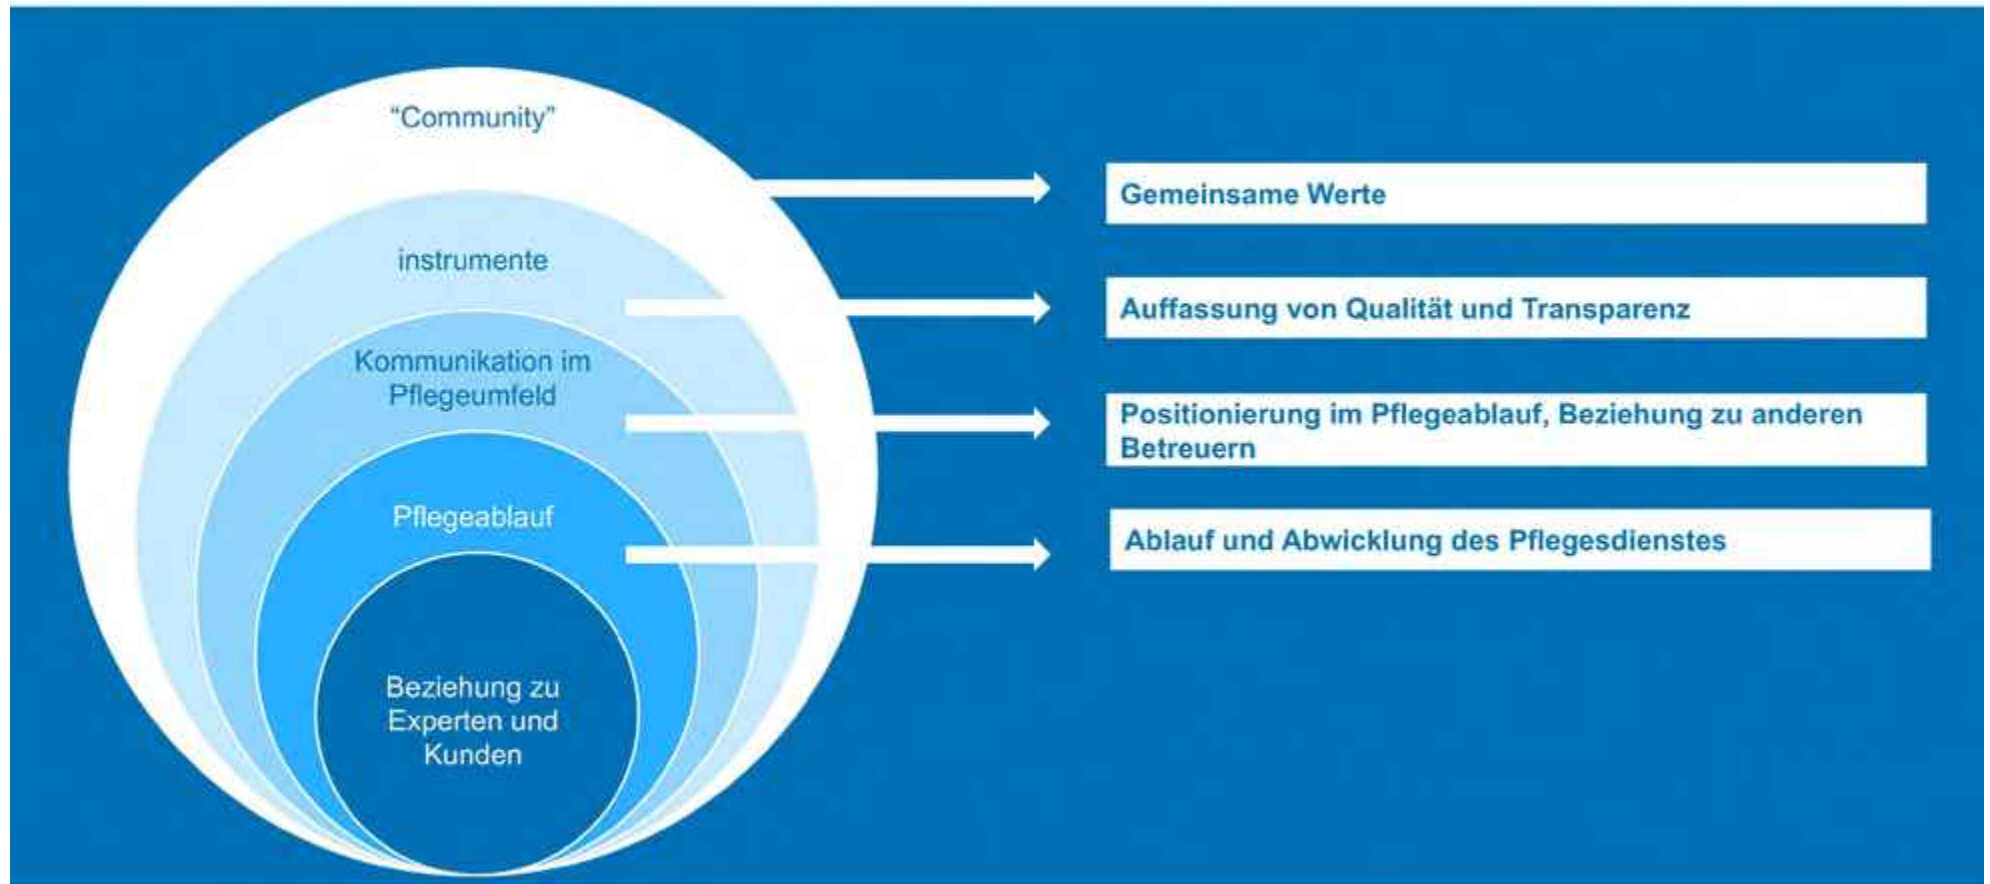 “Community”
Gemeinsame Werte
instrumente
Auffassung von Qualität und Transparenz
Kommunikation im
Pflegeumfeld
Positionierung im Pflegeablauf, Beziehung zu anderen
Betreuern
Pflegeablauf
Ablauf und Abwicklung des Pflegesdienstes
Beziehung zu
Experten und
Kunden